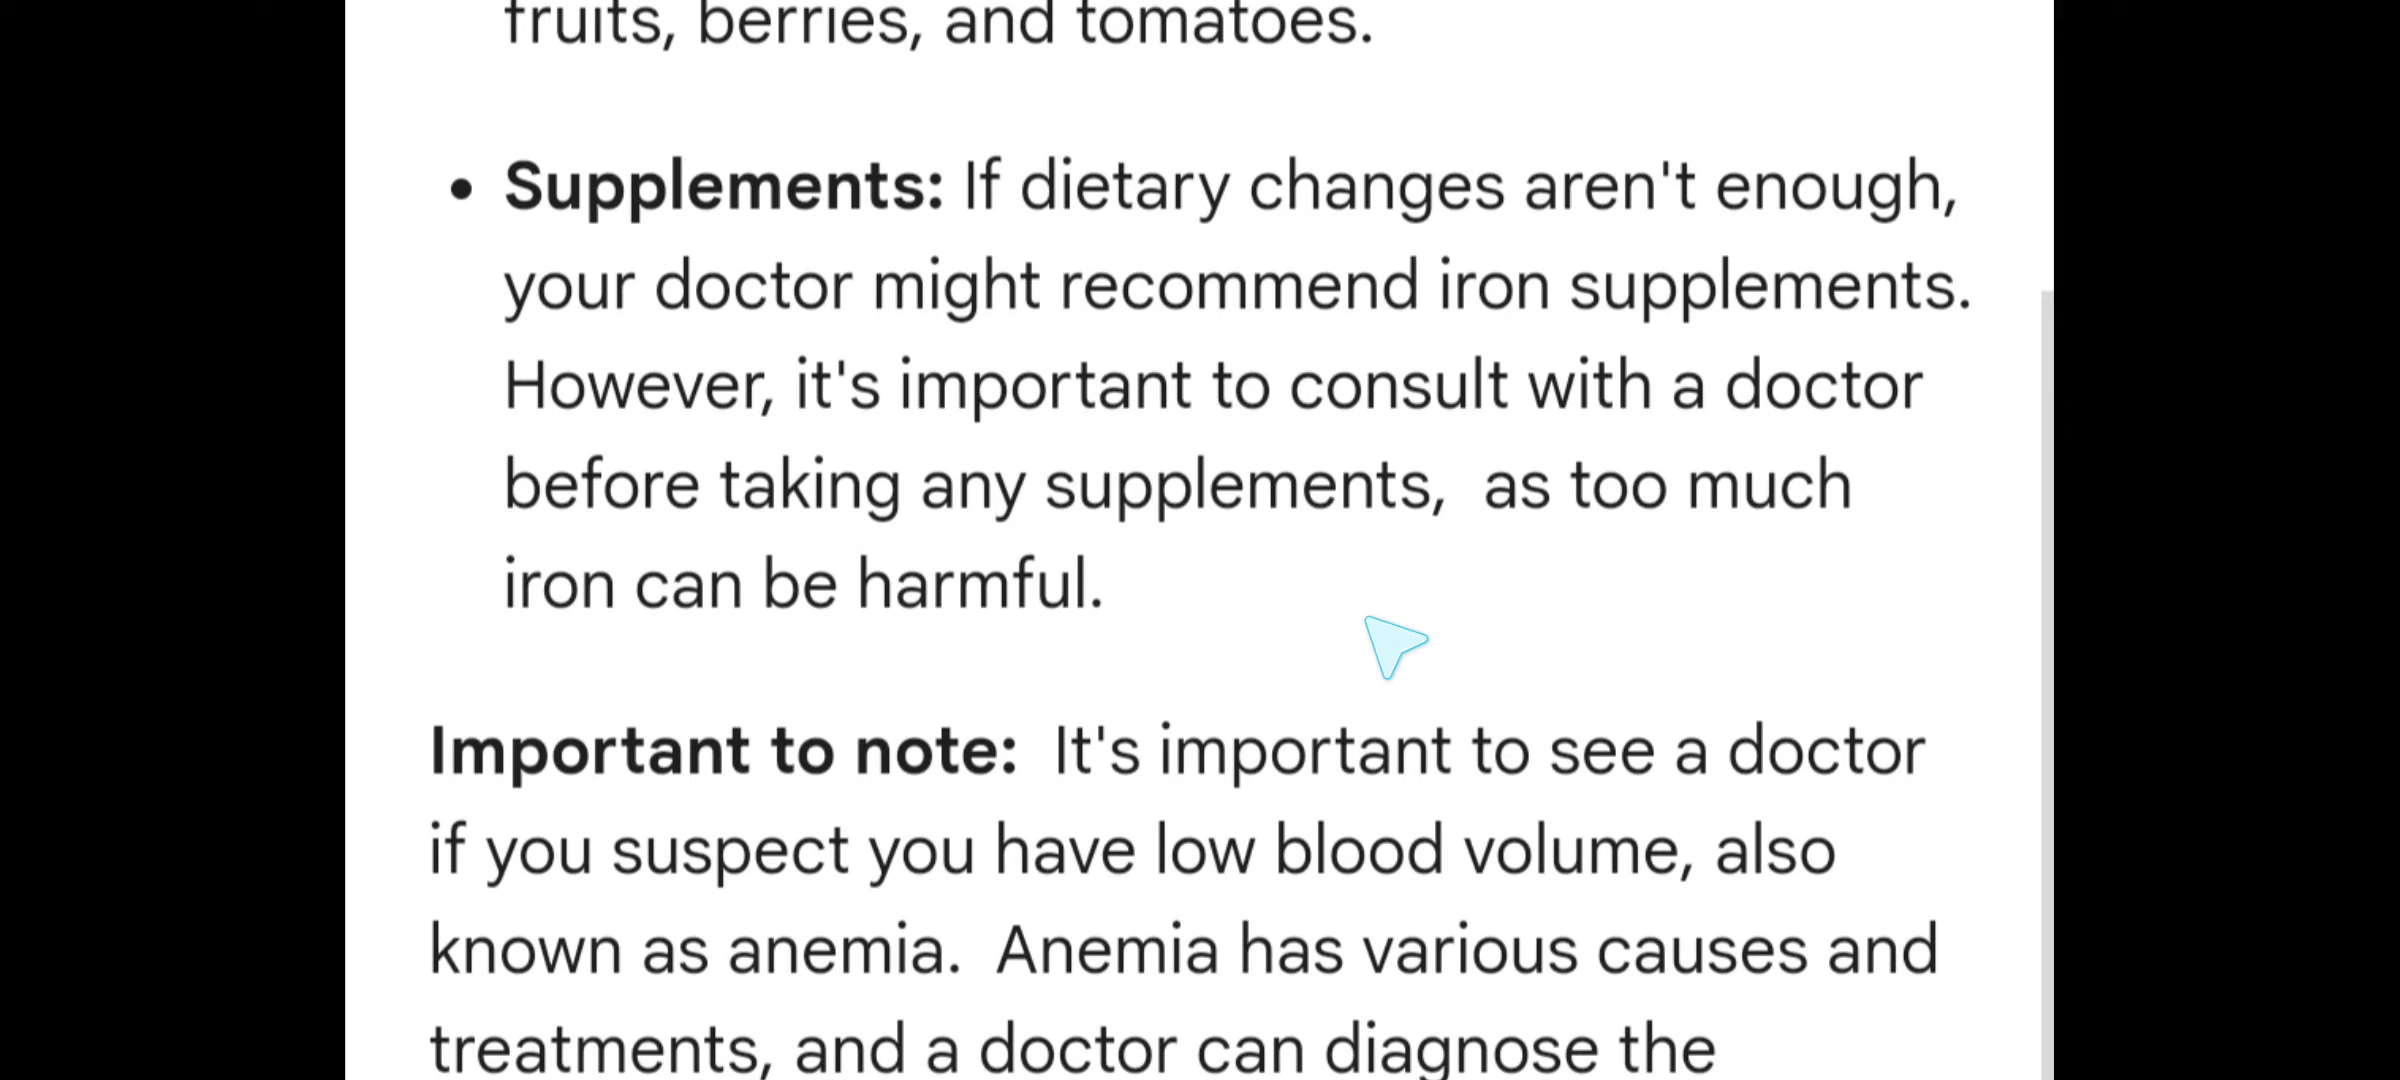 fruits, berries, and tomatoes.
• Supplements: If dietary changes aren't enough,
your doctor might recommend iron supplements.
However, it's important to consult with a doctor
before taking any supplements,  as too much
iron can be harmful.
Important to note:  It's important to see a doctor
if you suspect you have low blood volume, also
known as anemia.  Anemia has various causes and
treatments, and a doctor can diagnose the